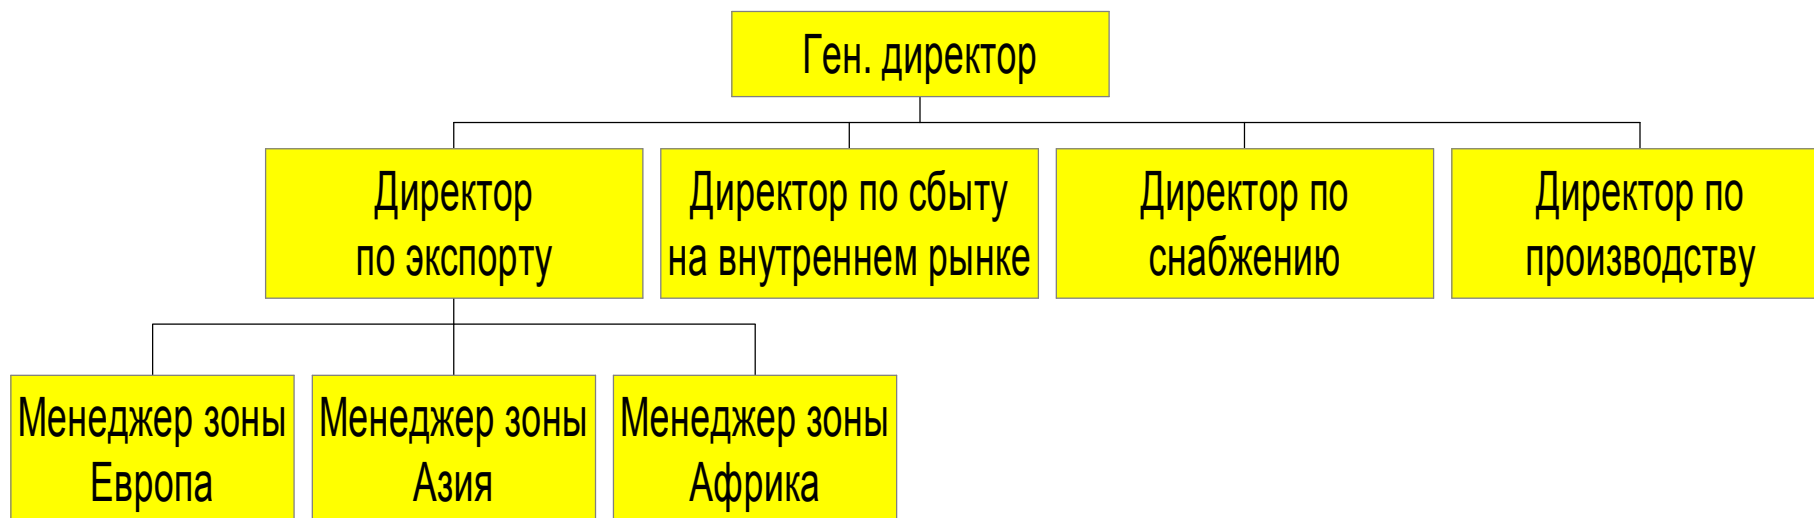 Ген. директор
Директор
по экспорту
Директор по сбыту
на внутреннем рынке
Директор по
снабжению
Директор по
производству
Менеджер зоны
Европа
Менеджер зоны
Азия
Менеджер зоны
Африка